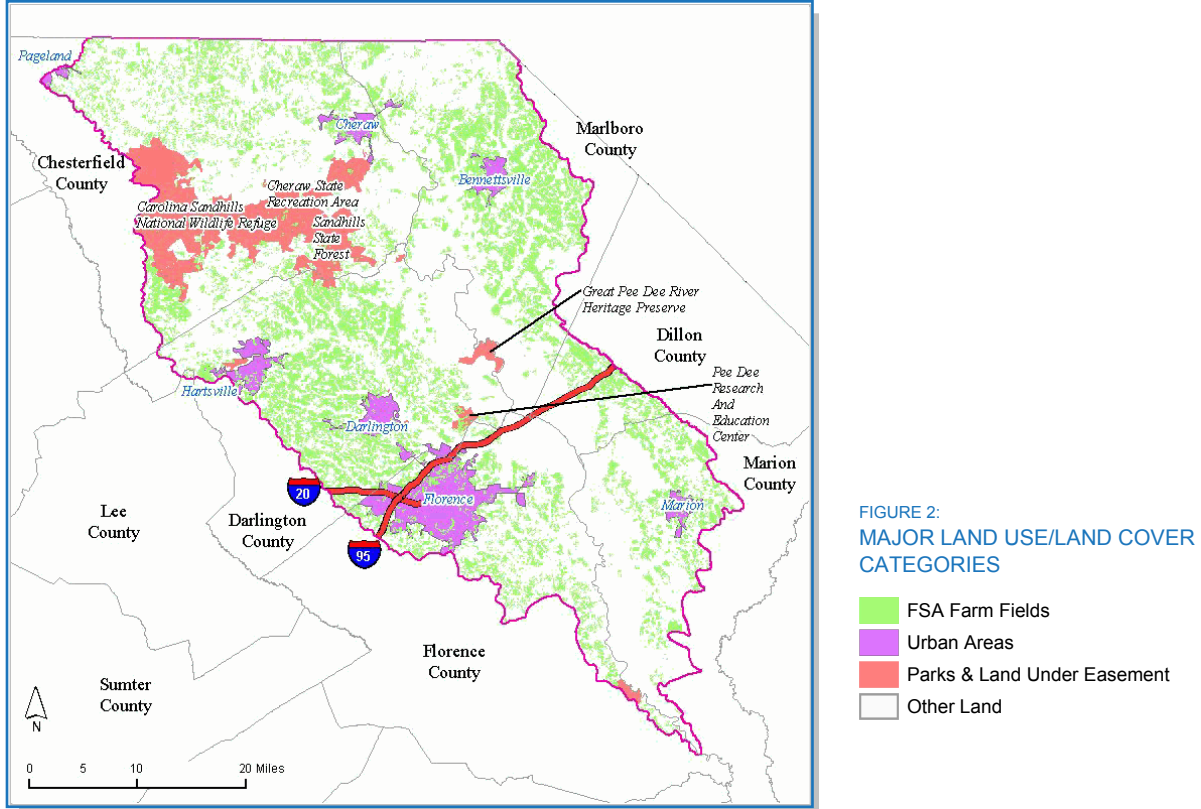 Pageland
Cheraw
Marlboro
County
Chesterfield
County
Bennettsville
Cheraw State
Recreation Area
Carolina Sandhills
National Wildlife Refuge
Sandhills
State
Forest
Great Pee Dee River
Heritage Preserve
Dillon
County
Pee Dee
Research
And
Education
Center
Hartsville
Darlington
Marion
County
20
Florence
Marion
Lee
County
Darlington
County
95
Florence
County
Sumter
County
N
0 5 10 20 Miles
FIGURE 2:
MAJOR LAND USE/LAND COVER
CATEGORIES
FSA Farm Fields
Urban Areas
Parks & Land Under Easement
Other Land